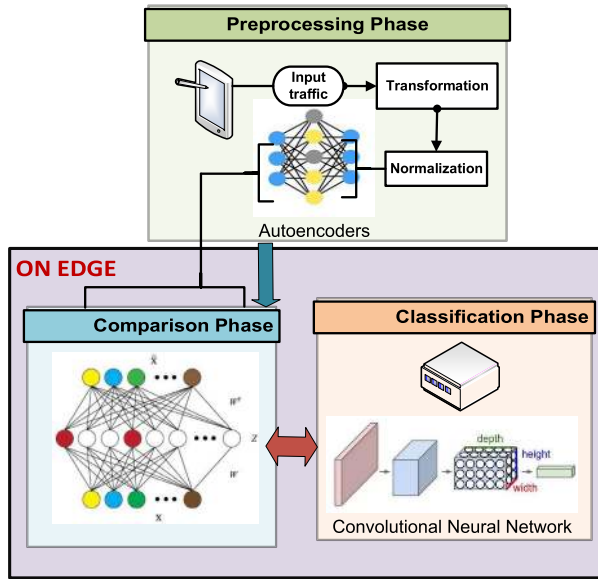 Preprocessing Phase
Input
traffic
Transformation
Normalization
Autoencoders
ON EDGE
Comparison Phase
X̂
Wᵀ
Z
W
X
Classification Phase
depth
height
width
Convolutional Neural Network